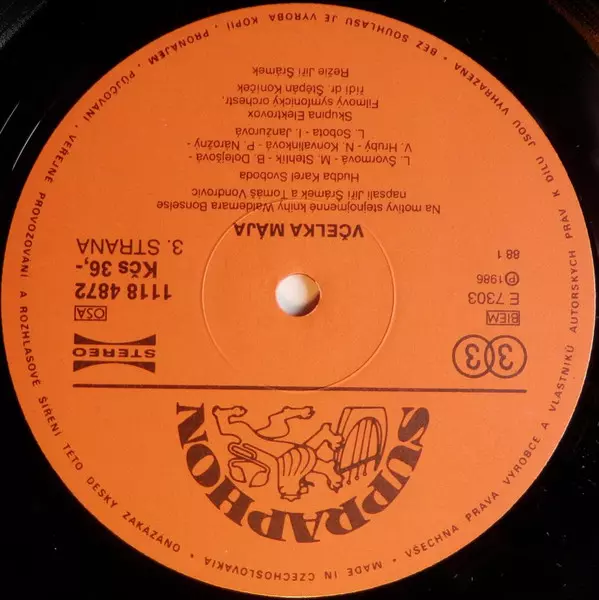 SUPRAPHON
33
STEREO
BIEM
OSA
E 7303
1118 4872
Ⓟ 1986
Kčs 36,-
88 1
3. STRANA
VČELKA MÁJA
Na motivy stejnojmenné knihy Waldemara Bonselse
napsali Jiří Šrámek a Tomáš Vondrovic
Hudba Karel Svoboda
L. Švormová - M. Stehlík - B. Dolejšová -
V. Hrubý - N. Konvalinková - P. Nárožný -
L. Sobota - I. Janžurová
Skupina Elektrovox
Filmový symfonický orchestr,
řídí dr. Štěpán Koníček
Režie Jiří Šrámek
MADE IN CZECHOSLOVAKIA • VŠECHNA PRÁVA VÝROBCE A VLASTNÍKŮ AUTORSKÝCH PRÁV K DÍLU JSOU VYHRAZENA • BEZ SOUHLASU JE VÝROBA KOPIÍ • PRONÁJEM • PŮJČOVÁNÍ • VEŘEJNÉ PROVOZOVÁNÍ A ROZHLASOVÉ ŠÍŘENÍ TÉTO DESKY ZAKÁZÁNO •